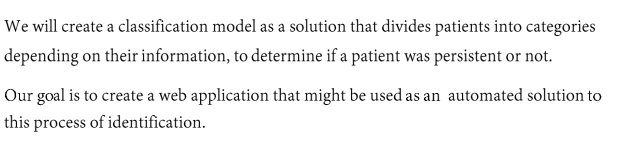 We will create a classification model as a solution that divides patients into categories
depending on their information, to determine if a patient was persistent or not.
Our goal is to create a web application that might be used as an automated solution to
this process of identification.